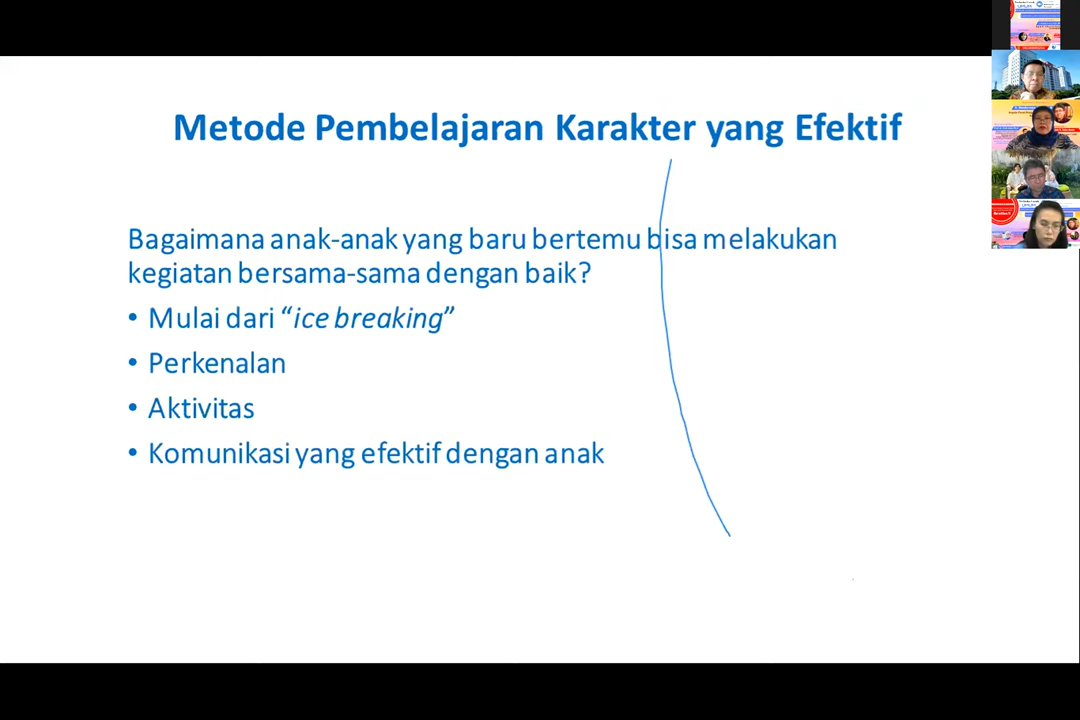 Metode Pembelajaran Karakter yang Efektif
Bagaimana anak-anak yang baru bertemu bisa melakukan
kegiatan bersama-sama dengan baik?
• Mulai dari “ice breaking”
• Perkenalan
• Aktivitas
• Komunikasi yang efektif dengan anak